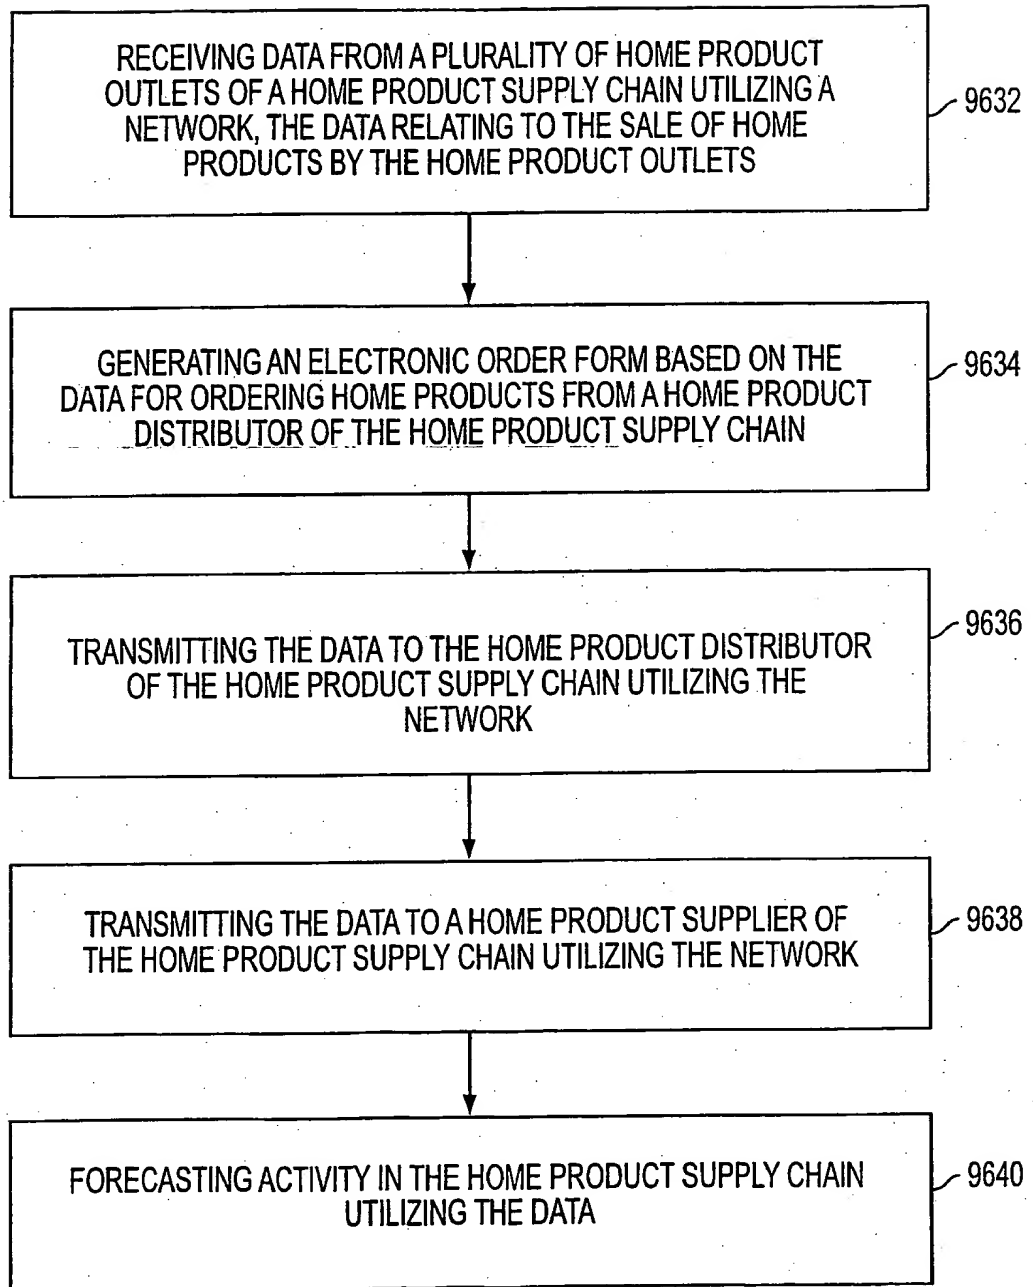 RECEIVING DATA FROM A PLURALITY OF HOME PRODUCT
OUTLETS OF A HOME PRODUCT SUPPLY CHAIN UTILIZING A
NETWORK, THE DATA RELATING TO THE SALE OF HOME
PRODUCTS BY THE HOME PRODUCT OUTLETS
9632
GENERATING AN ELECTRONIC ORDER FORM BASED ON THE
DATA FOR ORDERING HOME PRODUCTS FROM A HOME PRODUCT
DISTRIBUTOR OF THE HOME PRODUCT SUPPLY CHAIN
9634
TRANSMITTING THE DATA TO THE HOME PRODUCT DISTRIBUTOR
OF THE HOME PRODUCT SUPPLY CHAIN UTILIZING THE
NETWORK
9636
TRANSMITTING THE DATA TO A HOME PRODUCT SUPPLIER OF
THE HOME PRODUCT SUPPLY CHAIN UTILIZING THE NETWORK
9638
FORECASTING ACTIVITY IN THE HOME PRODUCT SUPPLY CHAIN
UTILIZING THE DATA
9640